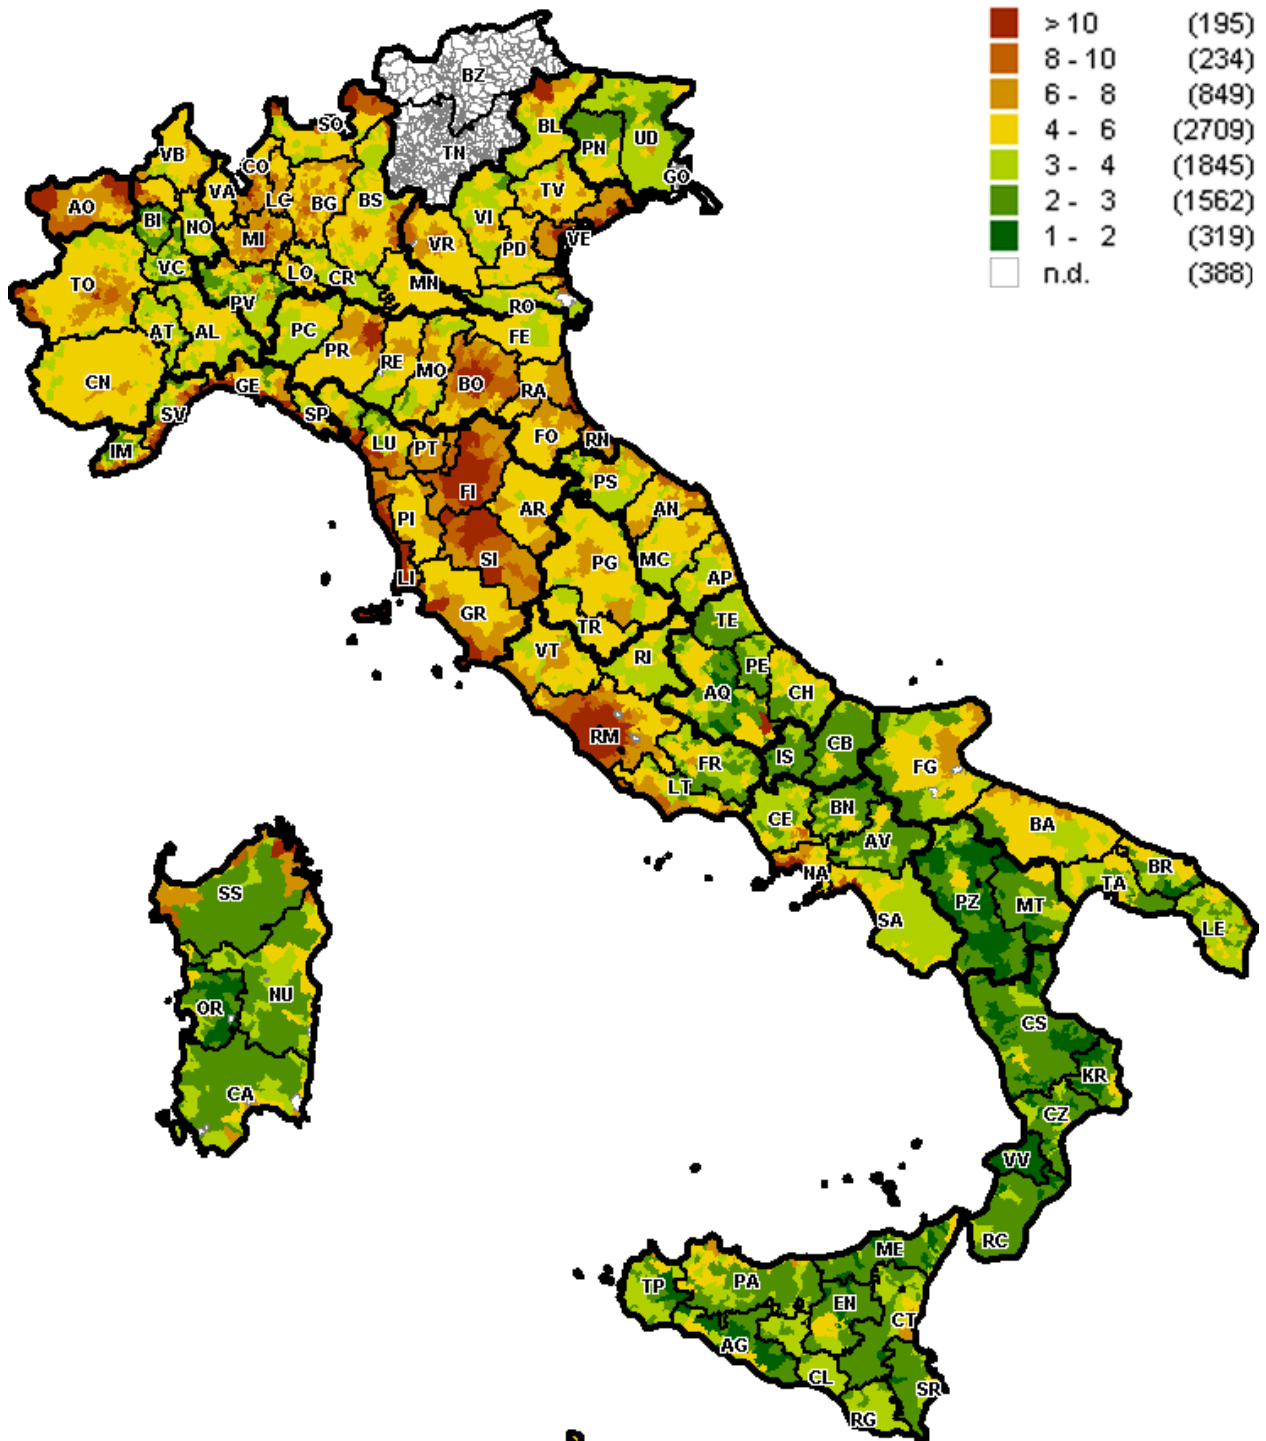 > 10 (195)
8 - 10 (234)
6 - 8 (849)
4 - 6 (2709)
3 - 4 (1845)
2 - 3 (1562)
1 - 2 (319)
n.d. (388)
BZ
SO
BL
UD
PN
TN
VB
CO
GO
VA
LC
BG
BS
TV
AO
BI
NO
VI
MI
VR
PD
VE
VC
LO
CR
MN
TO
PV
RO
AT
AL
PC
FE
PR
RE
MO
BO
CN
GE
RA
SV
SP
LU
PT
FO
RN
IM
PS
FI
AR
AN
PI
SI
PG
MC
LI
AP
GR
TR
TE
VT
RI
PE
AQ
CH
RM
CB
IS
FR
FG
LT
BN
CE
BA
AV
NA
BR
TA
SS
PZ
MT
SA
LE
NU
OR
CS
KR
CA
CZ
VV
RC
ME
PA
TP
EN
CT
AG
CL
SR
RG